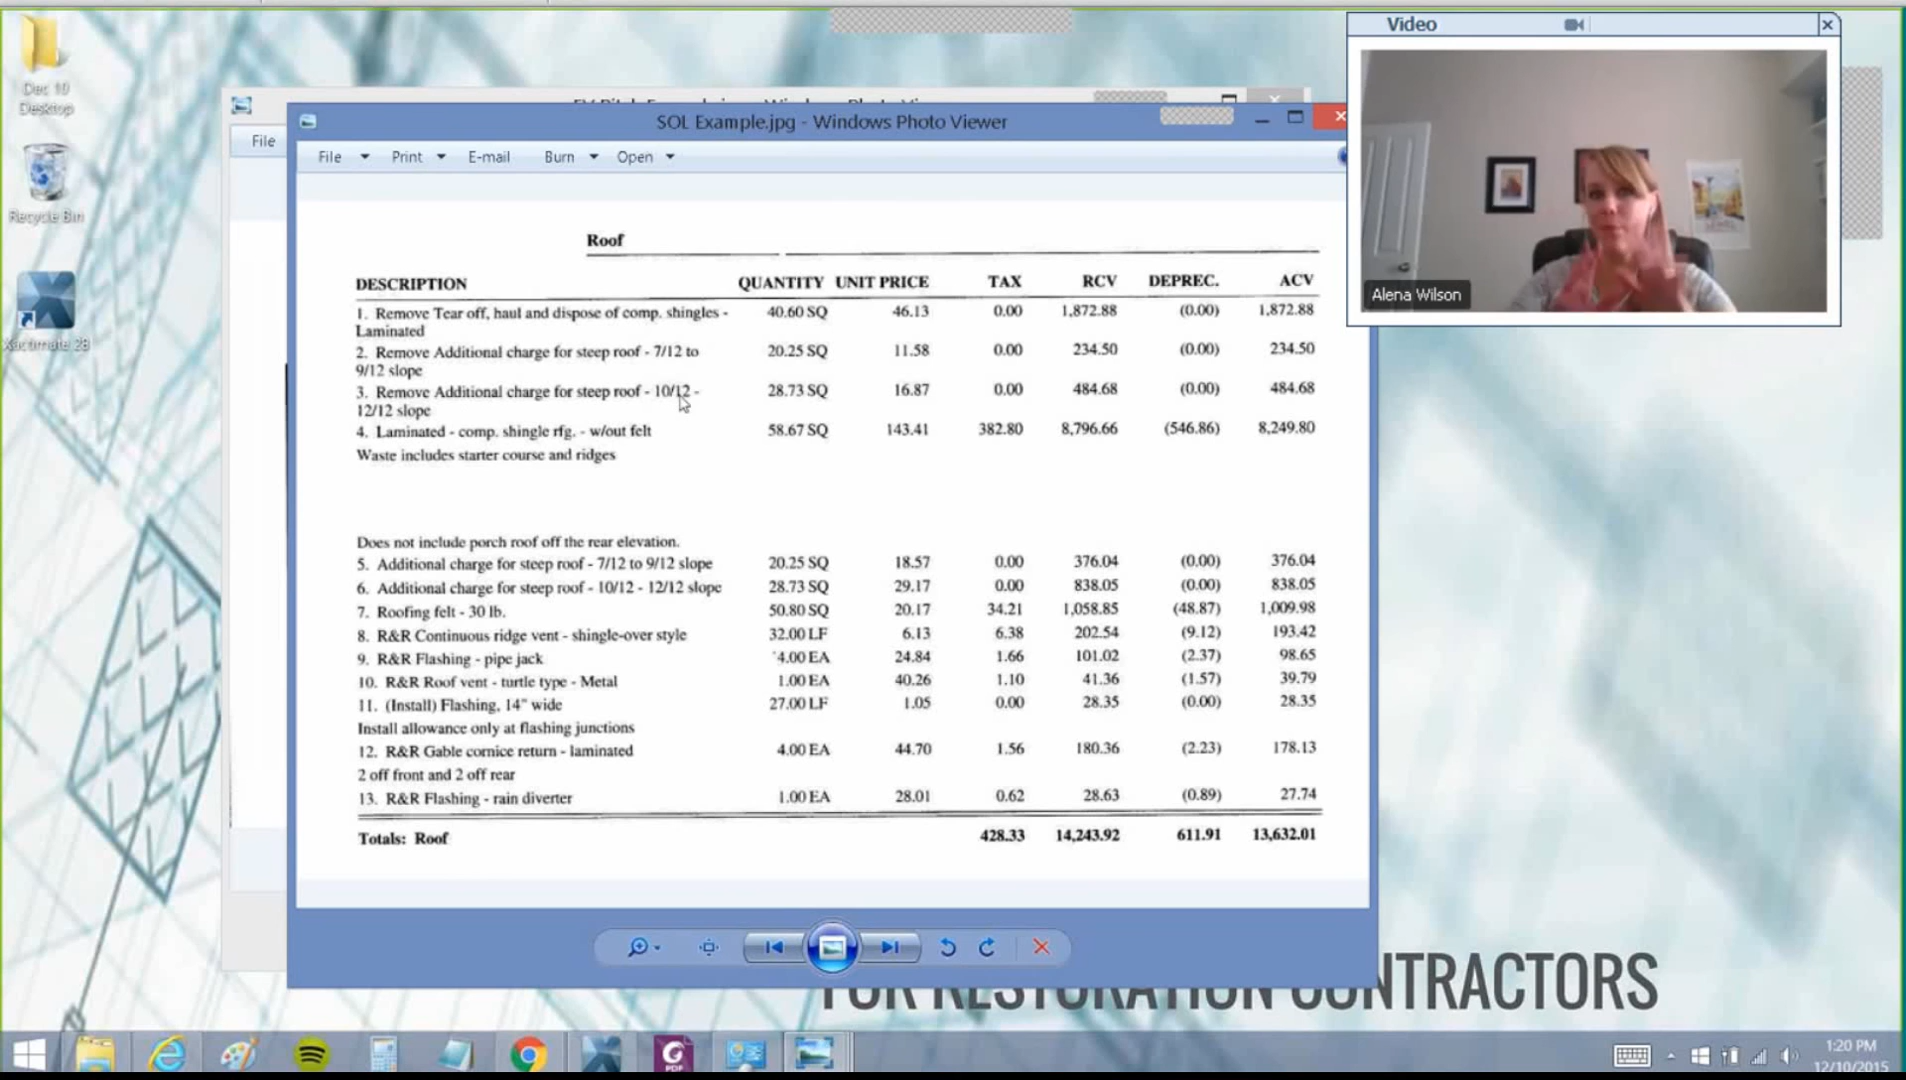 Video
Dec 10
Desktop
SOL Example.jpg - Windows Photo Viewer
File
File Print E-mail Burn Open
Recycle Bin
Alena Wilson
Roof
DESCRIPTION QUANTITY UNIT PRICE TAX RCV DEPREC. ACV
1. Remove Tear off, haul and dispose of comp. shingles - 40.60 SQ 46.13 0.00 1,872.88 (0.00) 1,872.88
Laminated
2. Remove Additional charge for steep roof - 7/12 to 20.25 SQ 11.58 0.00 234.50 (0.00) 234.50
9/12 slope
Xactimate 28
3. Remove Additional charge for steep roof - 10/12 - 28.73 SQ 16.87 0.00 484.68 (0.00) 484.68
12/12 slope
4. Laminated - comp. shingle rfg. - w/out felt 58.67 SQ 143.41 382.80 8,796.66 (546.86) 8,249.80
Waste includes starter course and ridges
Does not include porch roof off the rear elevation.
5. Additional charge for steep roof - 7/12 to 9/12 slope 20.25 SQ 18.57 0.00 376.04 (0.00) 376.04
6. Additional charge for steep roof - 10/12 - 12/12 slope 28.73 SQ 29.17 0.00 838.05 (0.00) 838.05
7. Roofing felt - 30 lb. 50.80 SQ 20.17 34.21 1,058.85 (48.87) 1,009.98
8. R&R Continuous ridge vent - shingle-over style 32.00 LF 6.13 6.38 202.54 (9.12) 193.42
9. R&R Flashing - pipe jack 4.00 EA 24.84 1.66 101.02 (2.37) 98.65
10. R&R Roof vent - turtle type - Metal 1.00 EA 40.26 1.10 41.36 (1.57) 39.79
11. (Install) Flashing, 14" wide 27.00 LF 1.05 0.00 28.35 (0.00) 28.35
Install allowance only at flashing junctions
12. R&R Gable cornice return - laminated 4.00 EA 44.70 1.56 180.36 (2.23) 178.13
2 off front and 2 off rear
13. R&R Flashing - rain diverter 1.00 EA 28.01 0.62 28.63 (0.89) 27.74
Totals: Roof 428.33 14,243.92 611.91 13,632.01
FOR RESTORATION CONTRACTORS
PDF
1:20 PM
12/10/2015